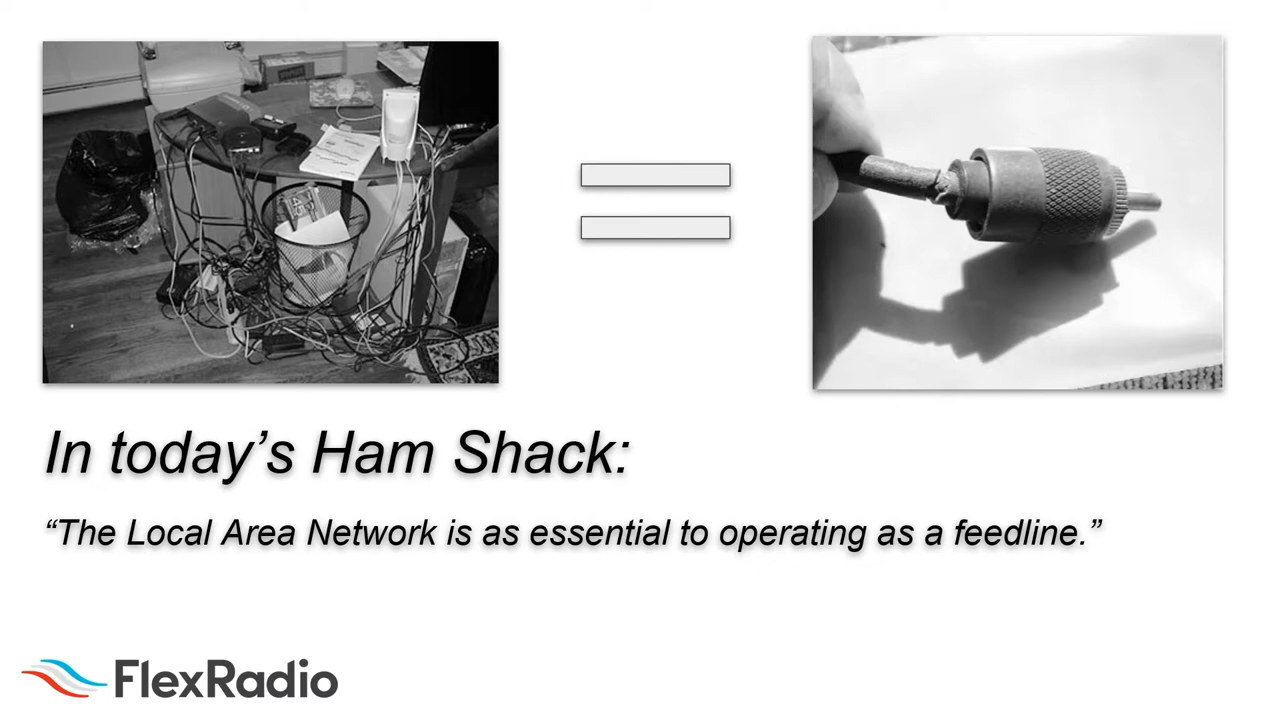 In today’s Ham Shack:
“The Local Area Network is as essential to operating as a feedline.”
FlexRadio